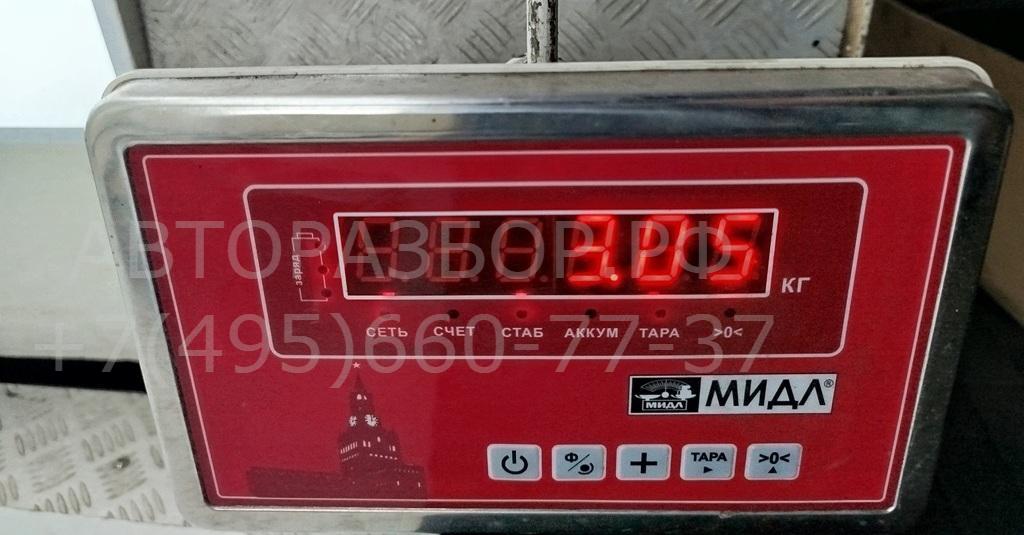 АВТОРАЗБОР.РФ
3.05
заряд
КГ
СЕТЬ СЧЕТ СТАБ АККУМ ТАРА >0<
+7(495)660-77-37
МИДЛ МИДЛ®
Ф ТАРА >0<